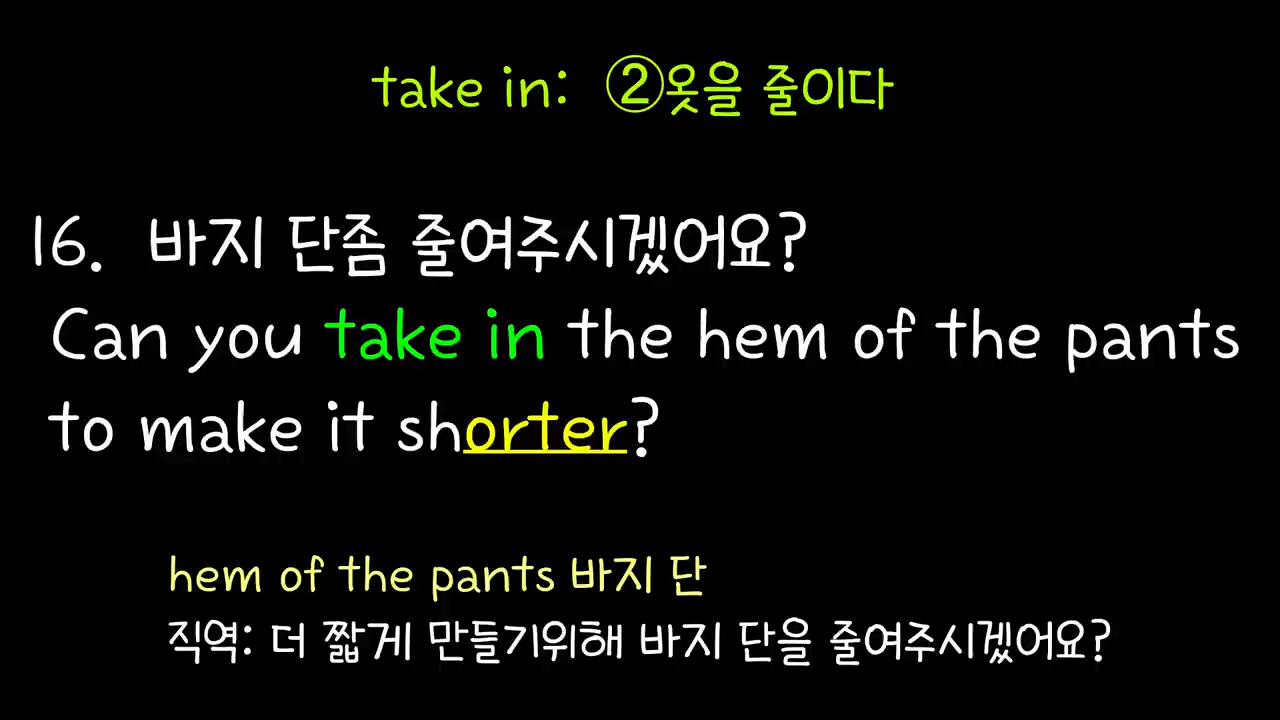 take in: ②옷을 줄이다
16. 바지 단좀 줄여주시겠어요?
Can you take in the hem of the pants
to make it shorter?
hem of the pants 바지 단
직역: 더 짧게 만들기위해 바지 단을 줄여주시겠어요?